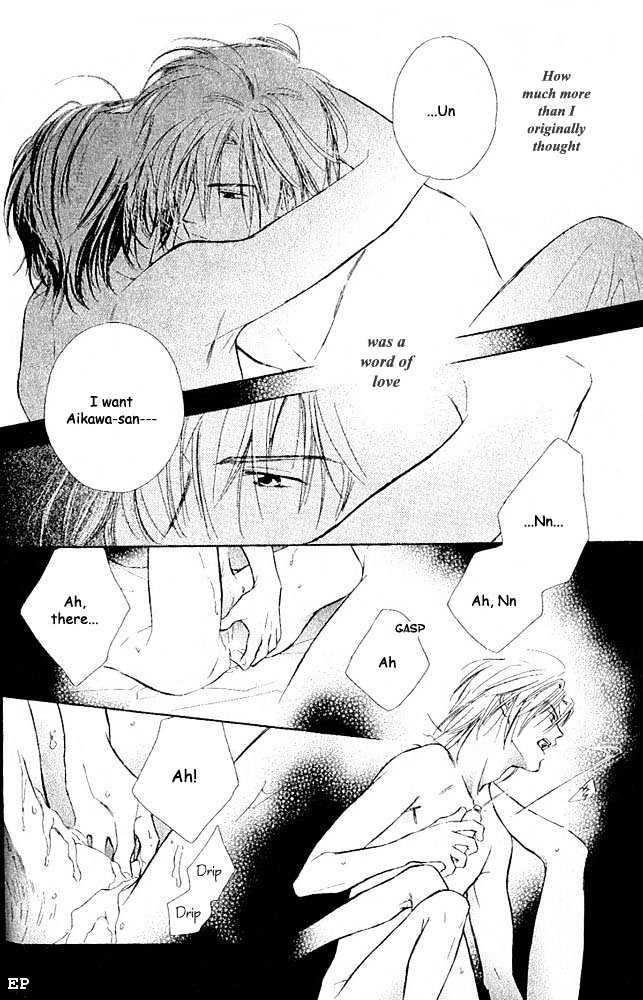 How
much more
than I
originally
thought
...Un
was a
word of
love
I want
Aikawa-san---
...Nn...
Ah, Nn
Ah,
there...
GASP
Ah
Ah!
Drip
Drip
EP